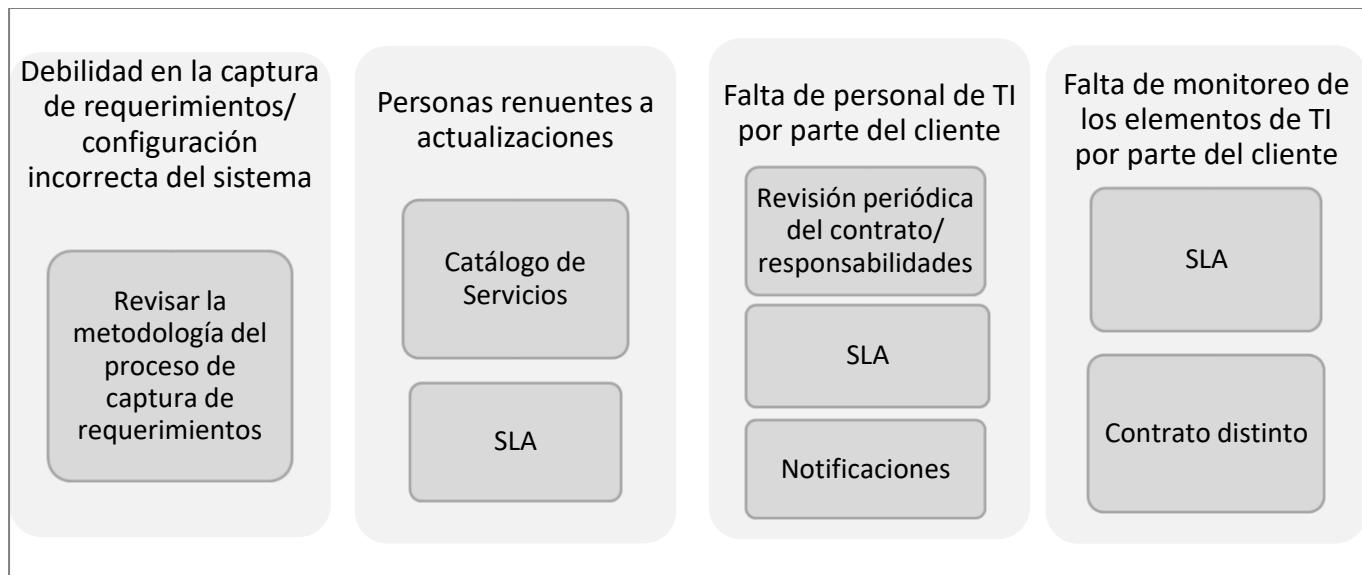 Debilidad en la captura
de requerimientos/
configuración
incorrecta del sistema
Revisar la
metodología del
proceso de
captura de
requerimientos
Personas renuentes a
actualizaciones
Catálogo de
Servicios
SLA
Falta de personal de TI
por parte del cliente
Revisión periódica
del contrato/
responsabilidades
SLA
Notificaciones
Falta de monitoreo de
los elementos de TI
por parte del cliente
SLA
Contrato distinto